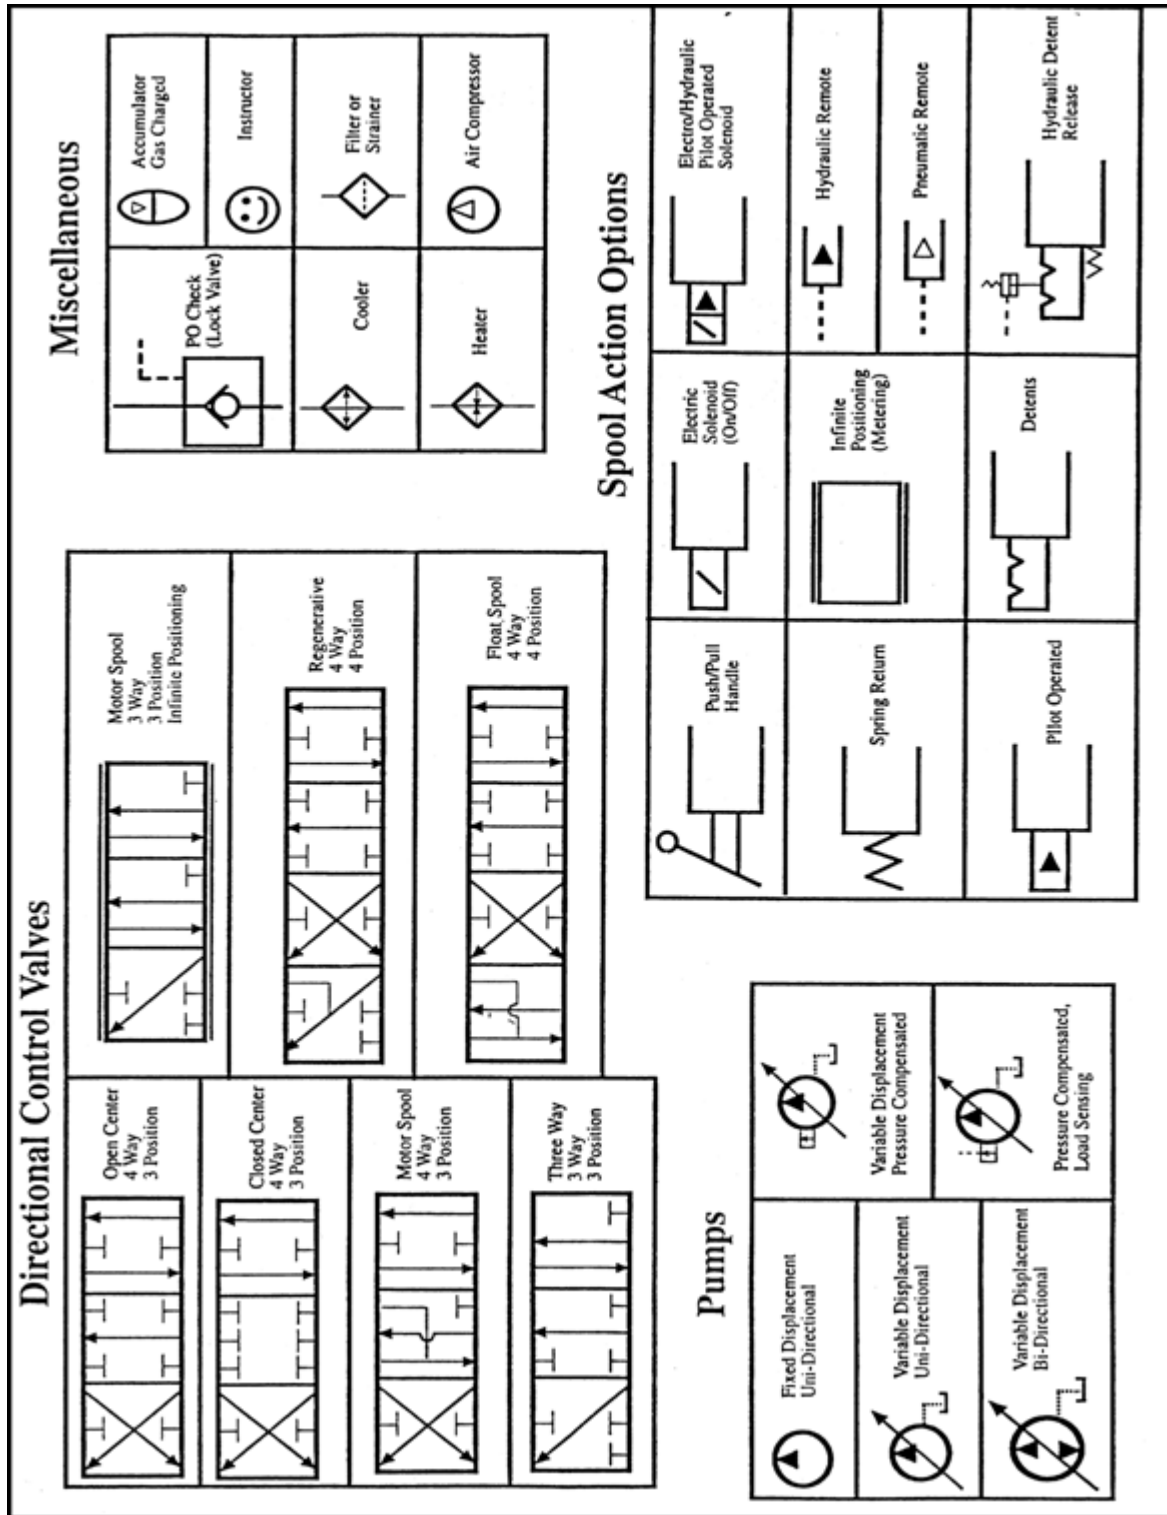 Directional Control Valves
Open Center
4 Way
3 Position
Closed Center
4 Way
3 Position
Motor Spool
4 Way
3 Position
Three Way
3 Way
3 Position
Motor Spool
3 Way
3 Position
Infinite Positioning
Regenerative
4 Way
4 Position
Float Spool
4 Way
4 Position
Miscellaneous
PO Check
(Lock Valve)
Cooler
Heater
Accumulator
Gas Charged
Instructor
Filter or
Strainer
Air Compressor
Pumps
Fixed Displacement
Uni-Directional
Variable Displacement
Uni-Directional
Variable Displacement
Bi-Directional
Variable Displacement
Pressure Compensated
Pressure Compensated,
Load Sensing
Spool Action Options
Push/Pull
Handle
Spring Return
Pilot Operated
Electric
Solenoid
(On/Off)
Infinite
Positioning
(Metering)
Detents
Electro/Hydraulic
Pilot Operated
Solenoid
Hydraulic Remote
Pneumatic Remote
Hydraulic Detent
Release